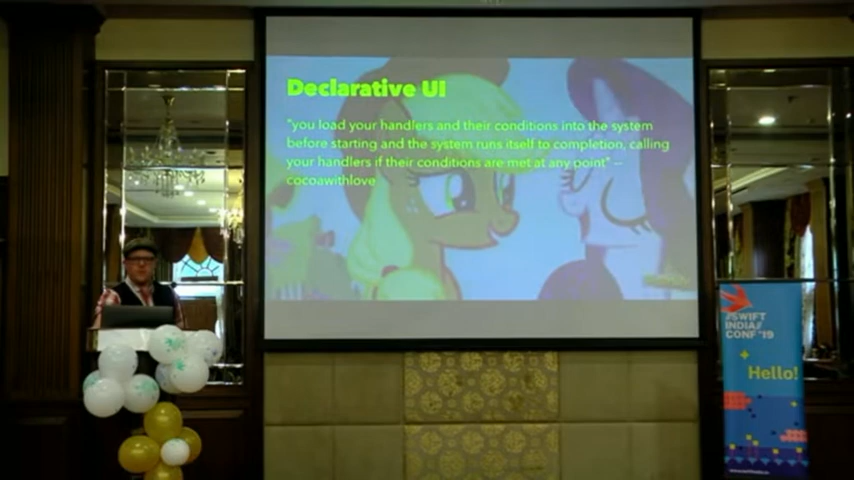 Declarative UI
"you load your handlers and their conditions into the system
before starting and the system runs itself to completion, calling
your handlers if their conditions are met at any point" –
cocoawithlove
#SWIFT
INDIA//
CONF'19
Hello!